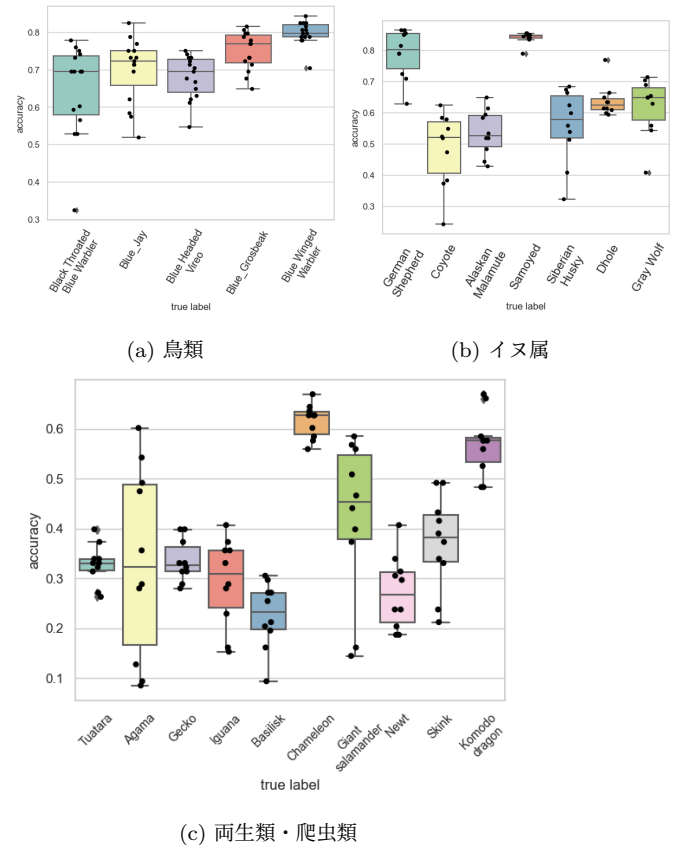 0.8
0.7
0.6
0.5
0.4
0.3
accuracy
Black Throated
Blue Warbler
Blue_Jay
Blue Headed
Vireo
Blue_Grosbeak
Blue Winged
Warbler
true label
(a) 鳥類
0.8
0.7
0.6
0.5
0.4
0.3
accuracy
German
Shepherd
Coyote
Alaskan
Malamute
Samoyed
Siberian
Husky
Dhole
Gray Wolf
true label
(b) イヌ属
0.6
0.5
0.4
0.3
0.2
0.1
accuracy
Tuatara
Agama
Gecko
Iguana
Basilisk
Chameleon
Giant
salamander
Newt
Skink
Komodo
dragon
true label
(c) 両生類・爬虫類